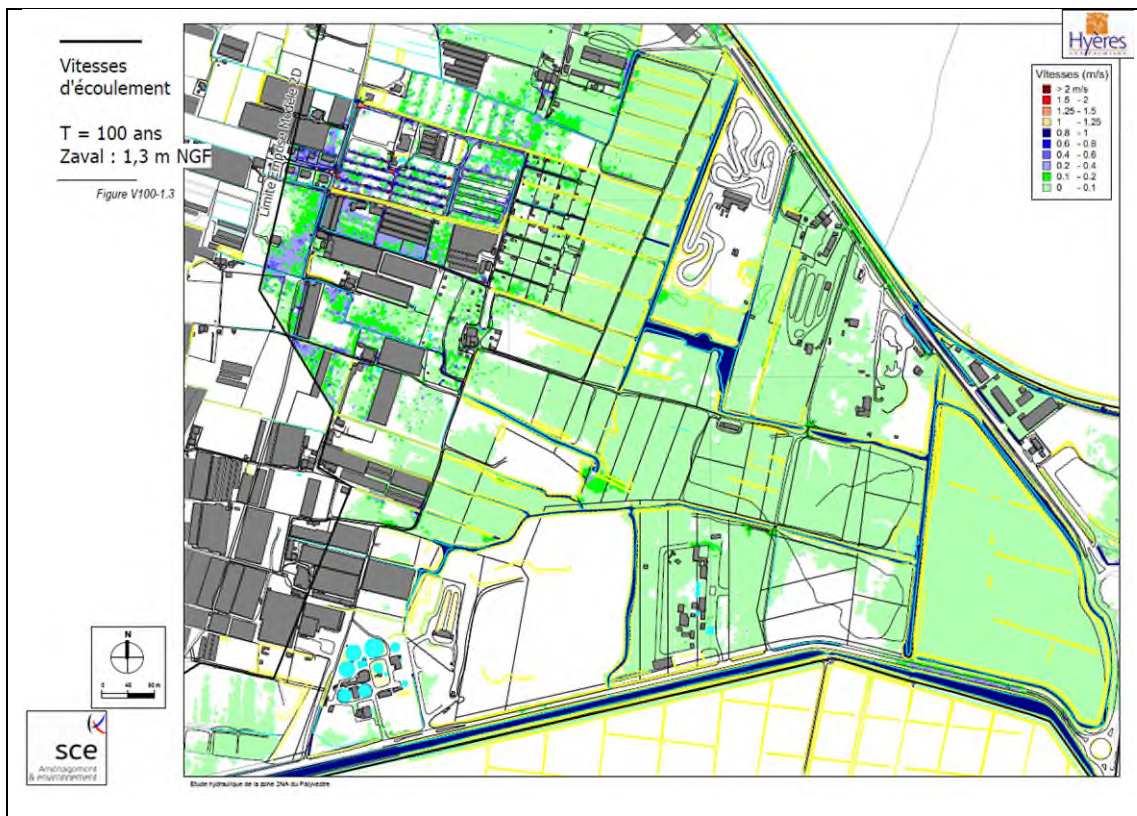 Vitesses
d'écoulement
T = 100 ans
Zaval : 1,3 m NGF
Figure V100-1.3
Limite Emprise Modèle 2D
Hyères
Vitesses (m/s)
> 2 m/s
1.5 - 2
1.25 - 1.5
1 - 1.25
0.8 - 1
0.6 - 0.8
0.4 - 0.6
0.2 - 0.4
0.1 - 0.2
0 - 0.1
N
0 40 80 m
sce
Aménagement
& environnement
Etude hydraulique de la zone 2NA du Palyvestre